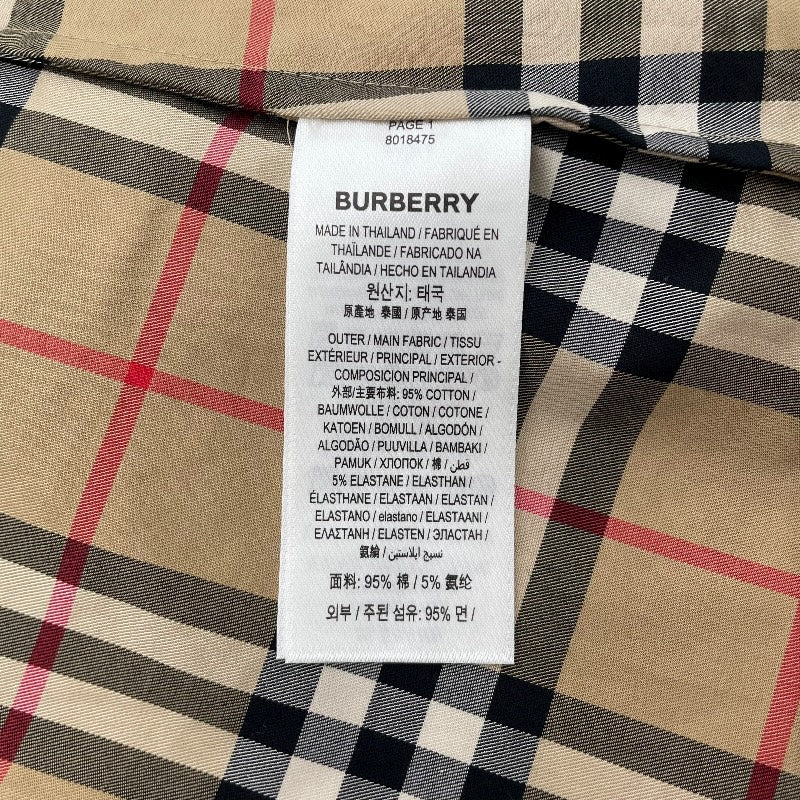 PAGE 1
8018475
BURBERRY
MADE IN THAILAND / FABRIQUÉ EN
THAÏLANDE / FABRICADO NA
TAILÂNDIA / HECHO EN TAILANDIA
원산지: 태국
原產地 泰國 / 原产地 泰国
OUTER / MAIN FABRIC / TISSU
EXTÉRIEUR / PRINCIPAL / EXTERIOR -
COMPOSICION PRINCIPAL /
外部/主要布料: 95% COTTON /
BAUMWOLLE / COTON / COTONE /
KATOEN / BOMULL / ALGODÓN /
ALGODÃO / PUUVILLA / BAMBAKI /
PAMUK / ХЛОПОК / 棉 / قطن
5% ELASTANE / ELASTHAN /
ÉLASTHANE / ELASTAAN / ELASTAN /
ELASTANO / elastano / ELASTAANI /
ΕΛΑΣΤΑΝΗ / ELASTEN / ЭЛАСТАН /
氨綸 / نسيج ايلاستين
面料: 95% 棉 / 5% 氨纶
외부 / 주된 섬유: 95% 면 /